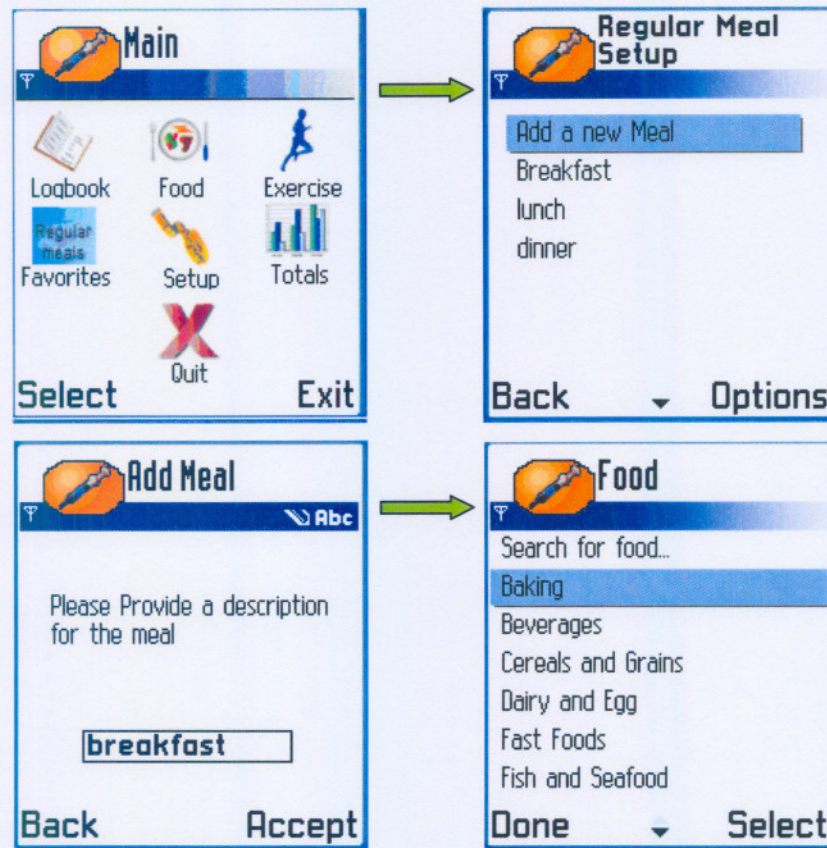 Main
Logbook
Food
Exercise
Regular
meals
Favorites
Setup
Totals
Quit
Select
Exit
Regular Meal
Setup
Add a new Meal
Breakfast
lunch
dinner
Back
Options
Add Meal
Abc
Please Provide a description
for the meal
breakfast
Back
Accept
Food
Search for food...
Baking
Beverages
Cereals and Grains
Dairy and Egg
Fast Foods
Fish and Seafood
Done
Select